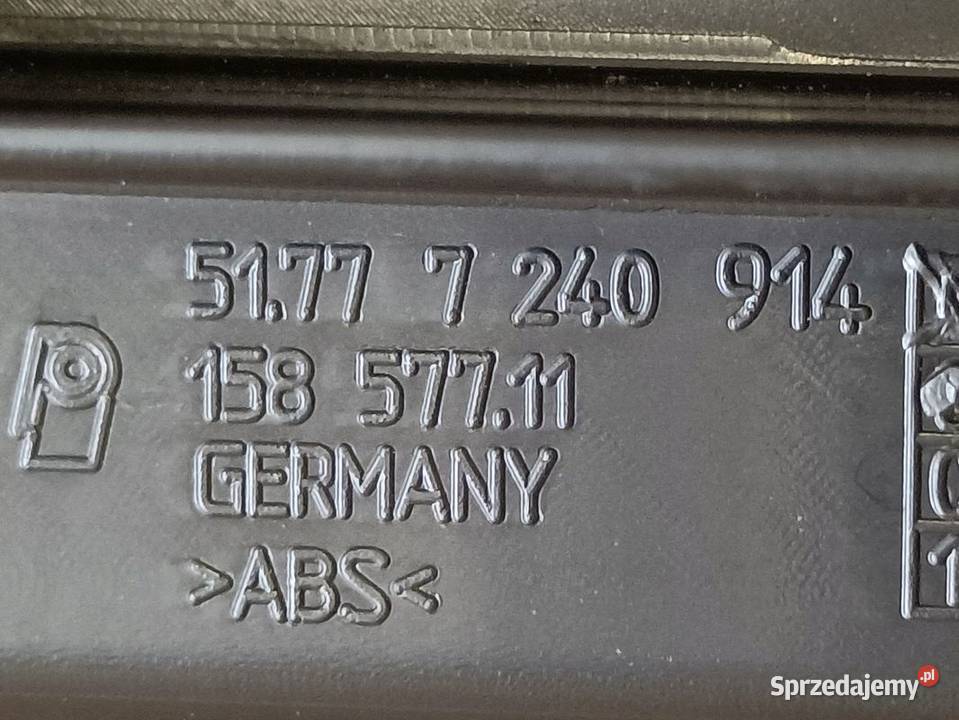 51.77 7 240 914
158 577.11
GERMANY
>ABS<
Sprzedajemy.pl